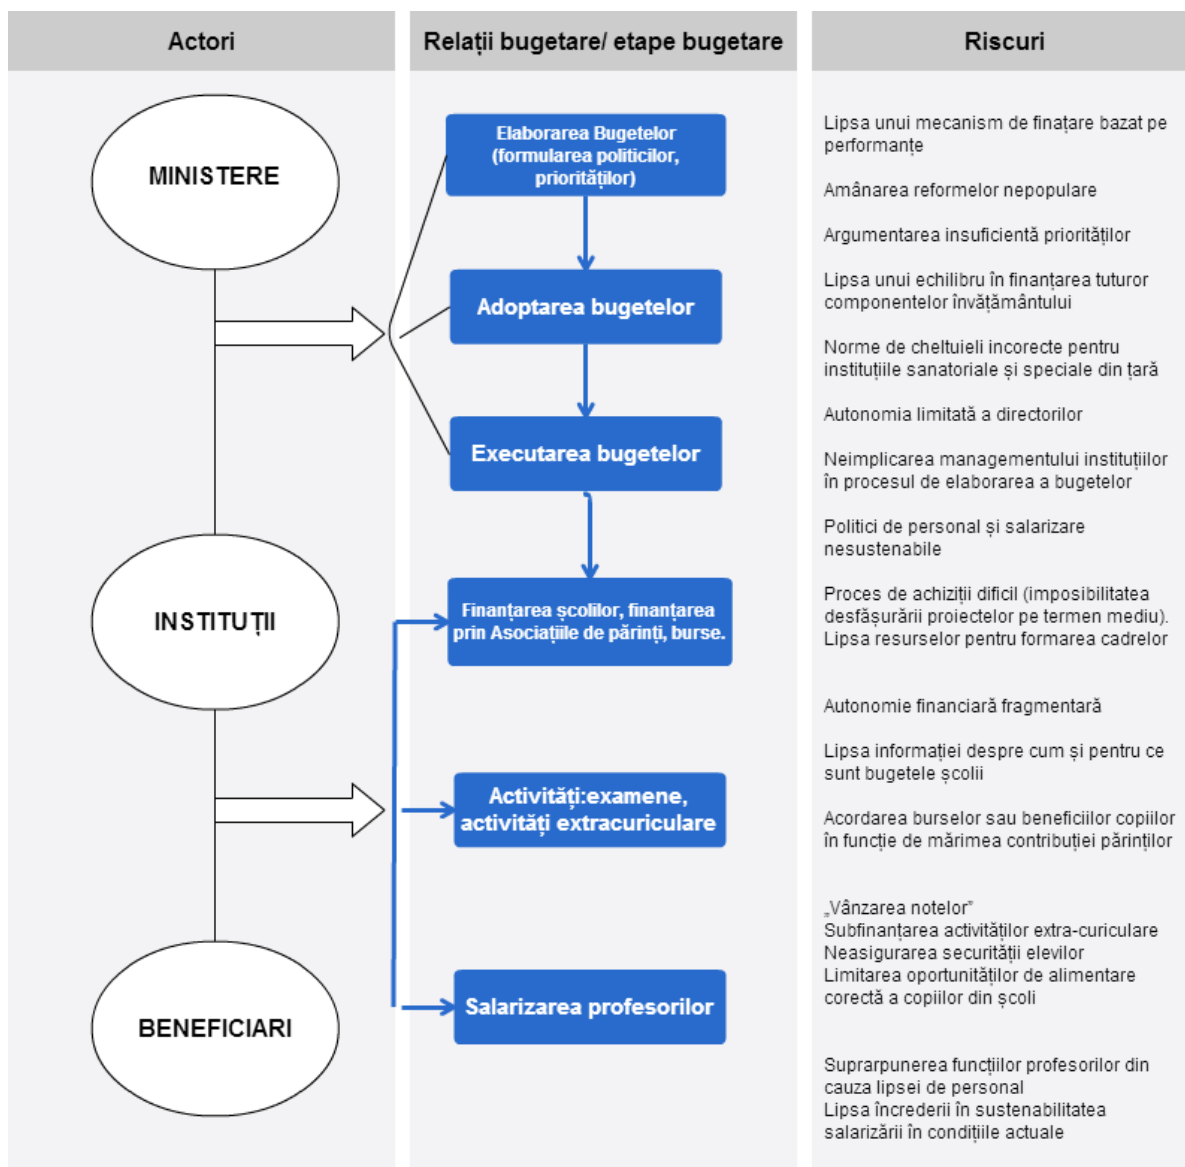 Actori
Relații bugetare/ etape bugetare
Riscuri
MINISTERE
INSTITUȚII
BENEFICIARI
Elaborarea Bugetelor
(formularea politicilor,
priorităților)
Adoptarea bugetelor
Executarea bugetelor
Finanțarea școlilor, finanțarea
prin Asociațiile de părinți, burse.
Activități:examene,
activități extracuriculare
Salarizarea profesorilor
Lipsa unui mecanism de finațare bazat pe
performanțe
Amânarea reformelor nepopulare
Argumentarea insuficientă priorităților
Lipsa unui echilibru în finanțarea tuturor
componentelor învățământului
Norme de cheltuieli incorecte pentru
instituțiile sanatoriale și speciale din țară
Autonomia limitată a directorilor
Neimplicarea managementului instituțiilor
în procesul de elaborarea a bugetelor
Politici de personal și salarizare
nesustenabile
Proces de achiziții dificil (imposibilitatea
desfășurării proiectelor pe termen mediu).
Lipsa resurselor pentru formarea cadrelor
Autonomie financiară fragmentară
Lipsa informației despre cum și pentru ce
sunt bugetele școlii
Acordarea burselor sau beneficiilor copiilor
în funcție de mărimea contribuției părinților
„Vânzarea notelor”
Subfinanțarea activităților extra-curiculare
Neasigurarea securității elevilor
Limitarea oportunităților de alimentare
corectă a copiilor din școli
Suprarpunerea funcțiilor profesorilor din
cauza lipsei de personal
Lipsa încrederii în sustenabilitatea
salarizării în condițiile actuale